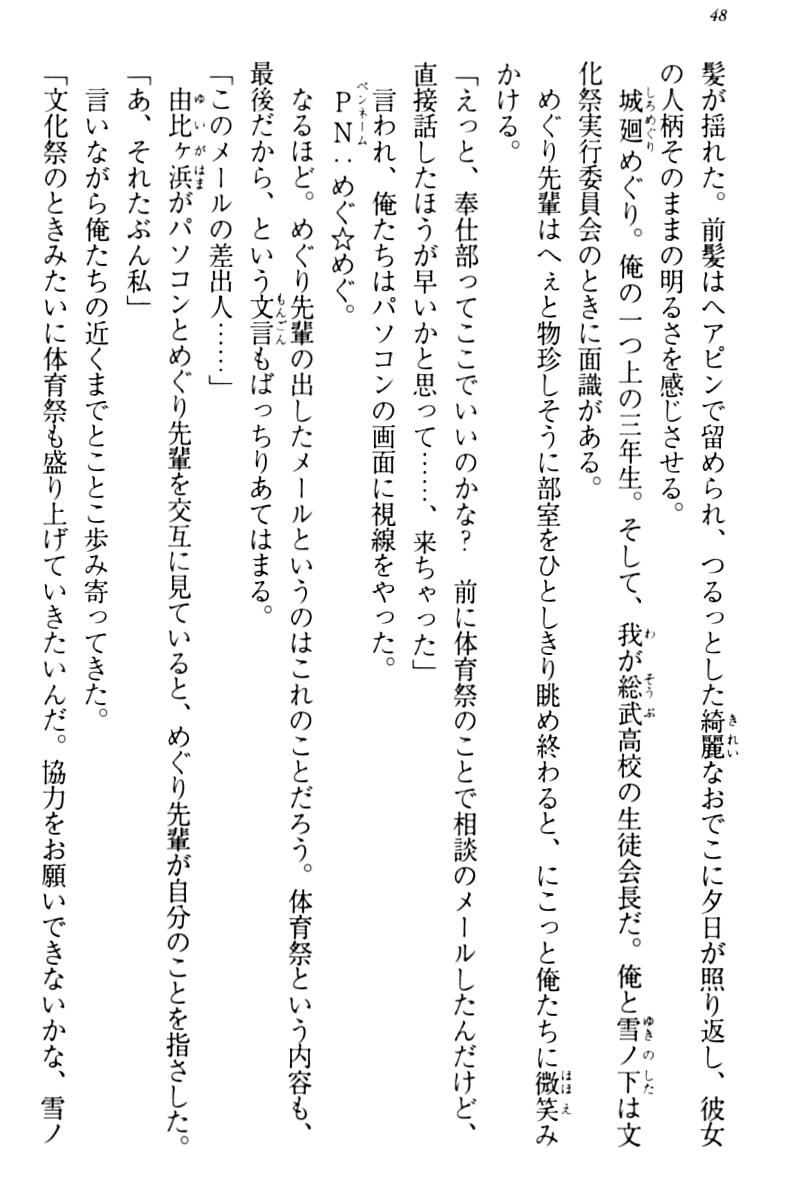 48
髪が揺れた。前髪はヘアピンで留められ、つるっとした綺麗なおでこに夕日が照り返し、彼女
の人柄そのままの明るさを感じさせる。
城廻めぐり。俺の一つ上の三年生。そして、我が総武高校の生徒会長だ。俺と雪ノ下は文
化祭実行委員会のときに面識がある。
めぐり先輩はへぇと物珍しそうに部室をひとしきり眺め終わると、にこっと俺たちに微笑み
かける。
「えっと、奉仕部ってここでいいのかな？　前に体育祭のことで相談のメールしたんだけど、
直接話したほうが早いかと思って……、来ちゃった」
言われ、俺たちはパソコンの画面に視線をやった。
ＰＮ：めぐ☆めぐ。
なるほど。めぐり先輩の出したメールというのはこれのことだろう。体育祭という内容も、
最後だから、という文言もばっちりあてはまる。
「このメールの差出人……」
由比ヶ浜がパソコンとめぐり先輩を交互に見ていると、めぐり先輩が自分のことを指さした。
「あ、それたぶん私」
言いながら俺たちの近くまでとことこ歩み寄ってきた。
「文化祭のときみたいに体育祭も盛り上げていきたいんだ。協力をお願いできないかな、雪ノ